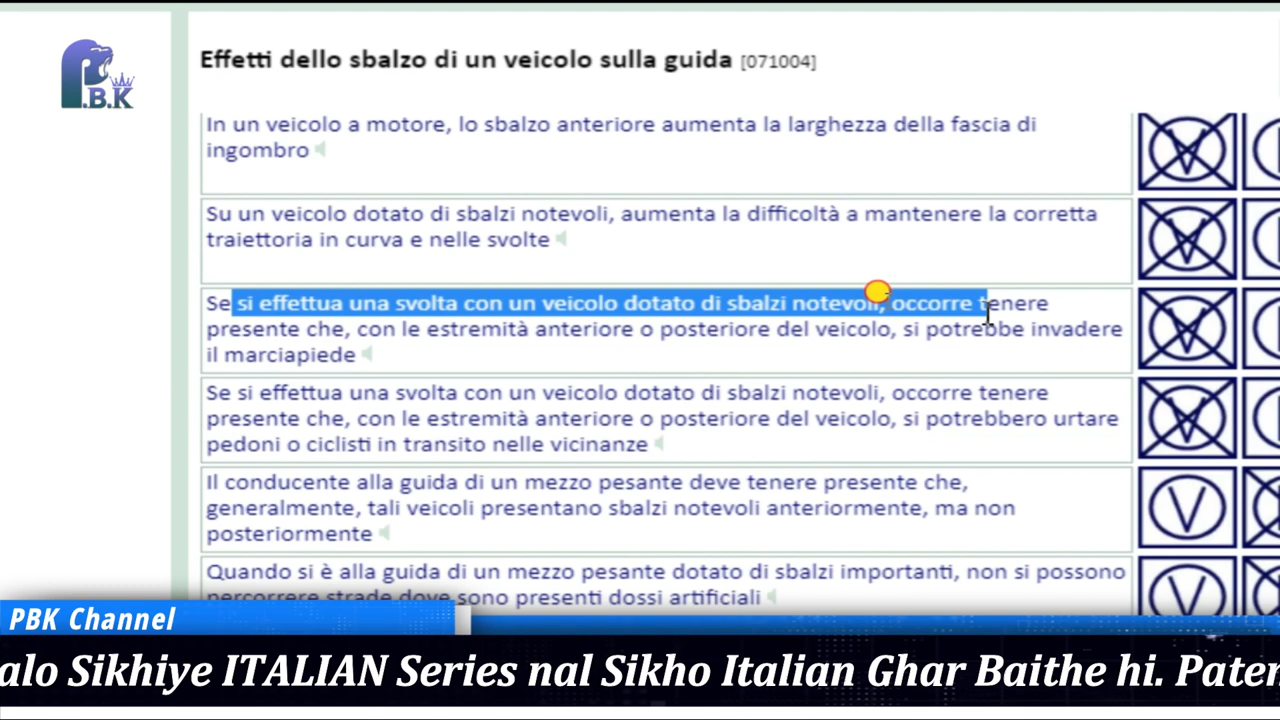 P.B.K
Effetti dello sbalzo di un veicolo sulla guida [071004]
In un veicolo a motore, lo sbalzo anteriore aumenta la larghezza della fascia di
ingombro
V
Su un veicolo dotato di sbalzi notevoli, aumenta la difficoltà a mantenere la corretta
traiettoria in curva e nelle svolte
V
Se si effettua una svolta con un veicolo dotato di sbalzi notevoli, occorre tenere
presente che, con le estremità anteriore o posteriore del veicolo, si potrebbe invadere
il marciapiede
V
Se si effettua una svolta con un veicolo dotato di sbalzi notevoli, occorre tenere
presente che, con le estremità anteriore o posteriore del veicolo, si potrebbero urtare
pedoni o ciclisti in transito nelle vicinanze
V
Il conducente alla guida di un mezzo pesante deve tenere presente che,
generalmente, tali veicoli presentano sbalzi notevoli anteriormente, ma non
posteriormente
V
Quando si è alla guida di un mezzo pesante dotato di sbalzi importanti, non si possono
percorrere strade dove sono presenti dossi artificiali
V
PBK Channel
alo Sikhiye ITALIAN Series nal Sikho Italian Ghar Baithe hi. Paten